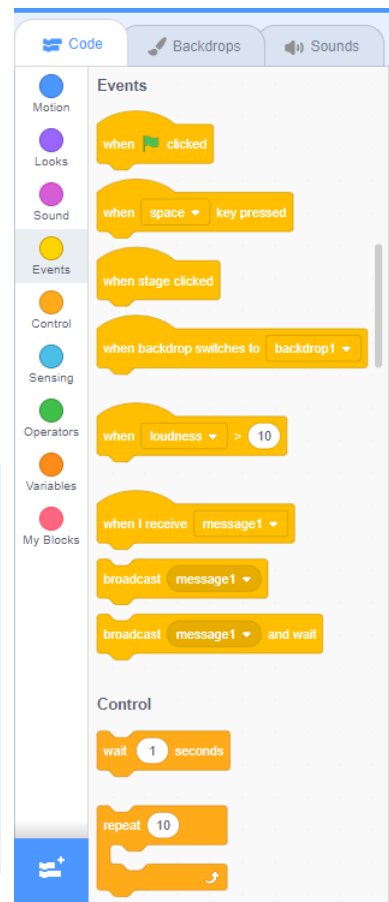 Code Backdrops Sounds
Motion
Looks
Sound
Events
Control
Sensing
Operators
Variables
My Blocks
Events
when clicked
when space key pressed
when stage clicked
when backdrop switches to backdrop1
when loudness > 10
when I receive message1
broadcast message1
broadcast message1 and wait
Control
wait 1 seconds
repeat 10